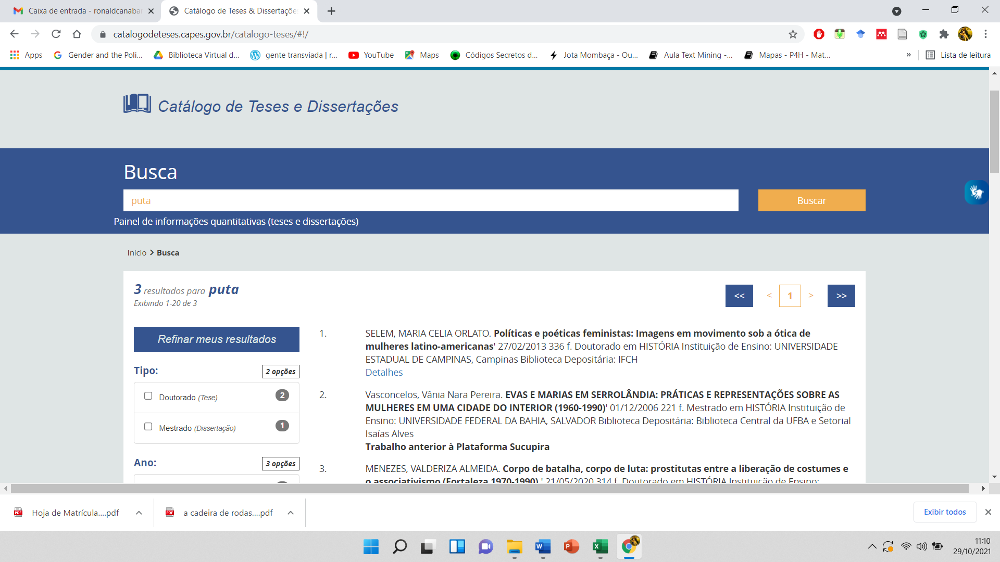 Caixa de entrada - ronaldcanabar
Catálogo de Teses & Dissertaçõe
catalogodeteses.capes.gov.br/catalogo-teses/#!/
Apps
Gender and the Poli...
Biblioteca Virtual d...
gente transviada | r...
YouTube
Maps
Códigos Secretos d...
Jota Mombaça - Ou...
Aula Text Mining -...
Mapas - P4H - Mat...
»
Lista de leitura
Catálogo de Teses e Dissertações
Busca
puta
Buscar
Painel de informações quantitativas (teses e dissertações)
Inicio > Busca
3 resultados para puta
Exibindo 1-20 de 3
<< < 1 > >>
Refinar meus resultados
Tipo: 2 opções
Doutorado (Tese) 2
Mestrado (Dissertação) 1
Ano: 3 opções
1. SELEM, MARIA CELIA ORLATO. Políticas e poéticas feministas: Imagens em movimento sob a ótica de
mulheres latino-americanas' 27/02/2013 336 f. Doutorado em HISTÓRIA Instituição de Ensino: UNIVERSIDADE
ESTADUAL DE CAMPINAS, Campinas Biblioteca Depositária: IFCH
Detalhes
2. Vasconcelos, Vânia Nara Pereira. EVAS E MARIAS EM SERROLÂNDIA: PRÁTICAS E REPRESENTAÇÕES SOBRE AS
MULHERES EM UMA CIDADE DO INTERIOR (1960-1990)' 01/12/2006 221 f. Mestrado em HISTÓRIA Instituição de
Ensino: UNIVERSIDADE FEDERAL DA BAHIA, SALVADOR Biblioteca Depositária: Biblioteca Central da UFBA e Setorial
Isaías Alves
Trabalho anterior à Plataforma Sucupira
3. MENEZES, VALDERIZA ALMEIDA. Corpo de batalha, corpo de luta: prostitutas entre a liberação de costumes e
o associativismo (Fortaleza 1970-1990) ' 21/05/2020 314 f. Doutorado em HISTÓRIA Instituição de Ensino:
Hoja de Matrícula....pdf
a cadeira de rodas....pdf
Exibir todos
11:10
29/10/2021